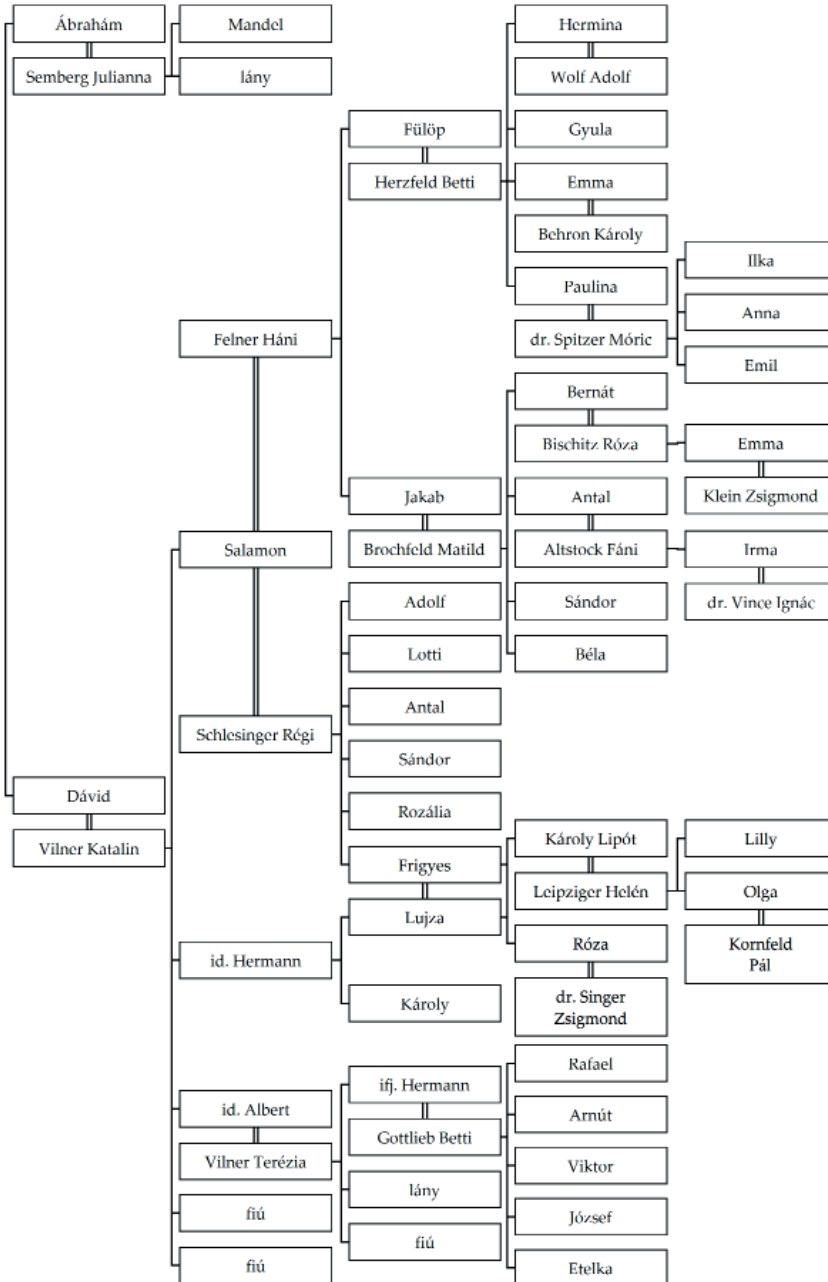 Ábrahám
Semberg Julianna
Mandel
lány
Hermina
Wolf Adolf
Fülöp
Herzfeld Betti
Gyula
Emma
Behron Károly
Paulina
dr. Spitzer Móric
Ilka
Anna
Emil
Felner Háni
Bernát
Bischitz Róza
Emma
Klein Zsigmond
Jakab
Brochfeld Matild
Antal
Altstock Fáni
Irma
dr. Vince Ignác
Salamon
Sándor
Béla
Adolf
Lotti
Antal
Schlesinger Régi
Sándor
Rozália
Dávid
Vilner Katalin
Frigyes
Lujza
Károly Lipót
Leipziger Helén
Lilly
Olga
Kornfeld
Pál
Róza
dr. Singer
Zsigmond
id. Hermann
Károly
id. Albert
Vilner Terézia
ifj. Hermann
Gottlieb Betti
lány
fiú
Rafael
Arnút
Viktor
József
Etelka
fiú
fiú